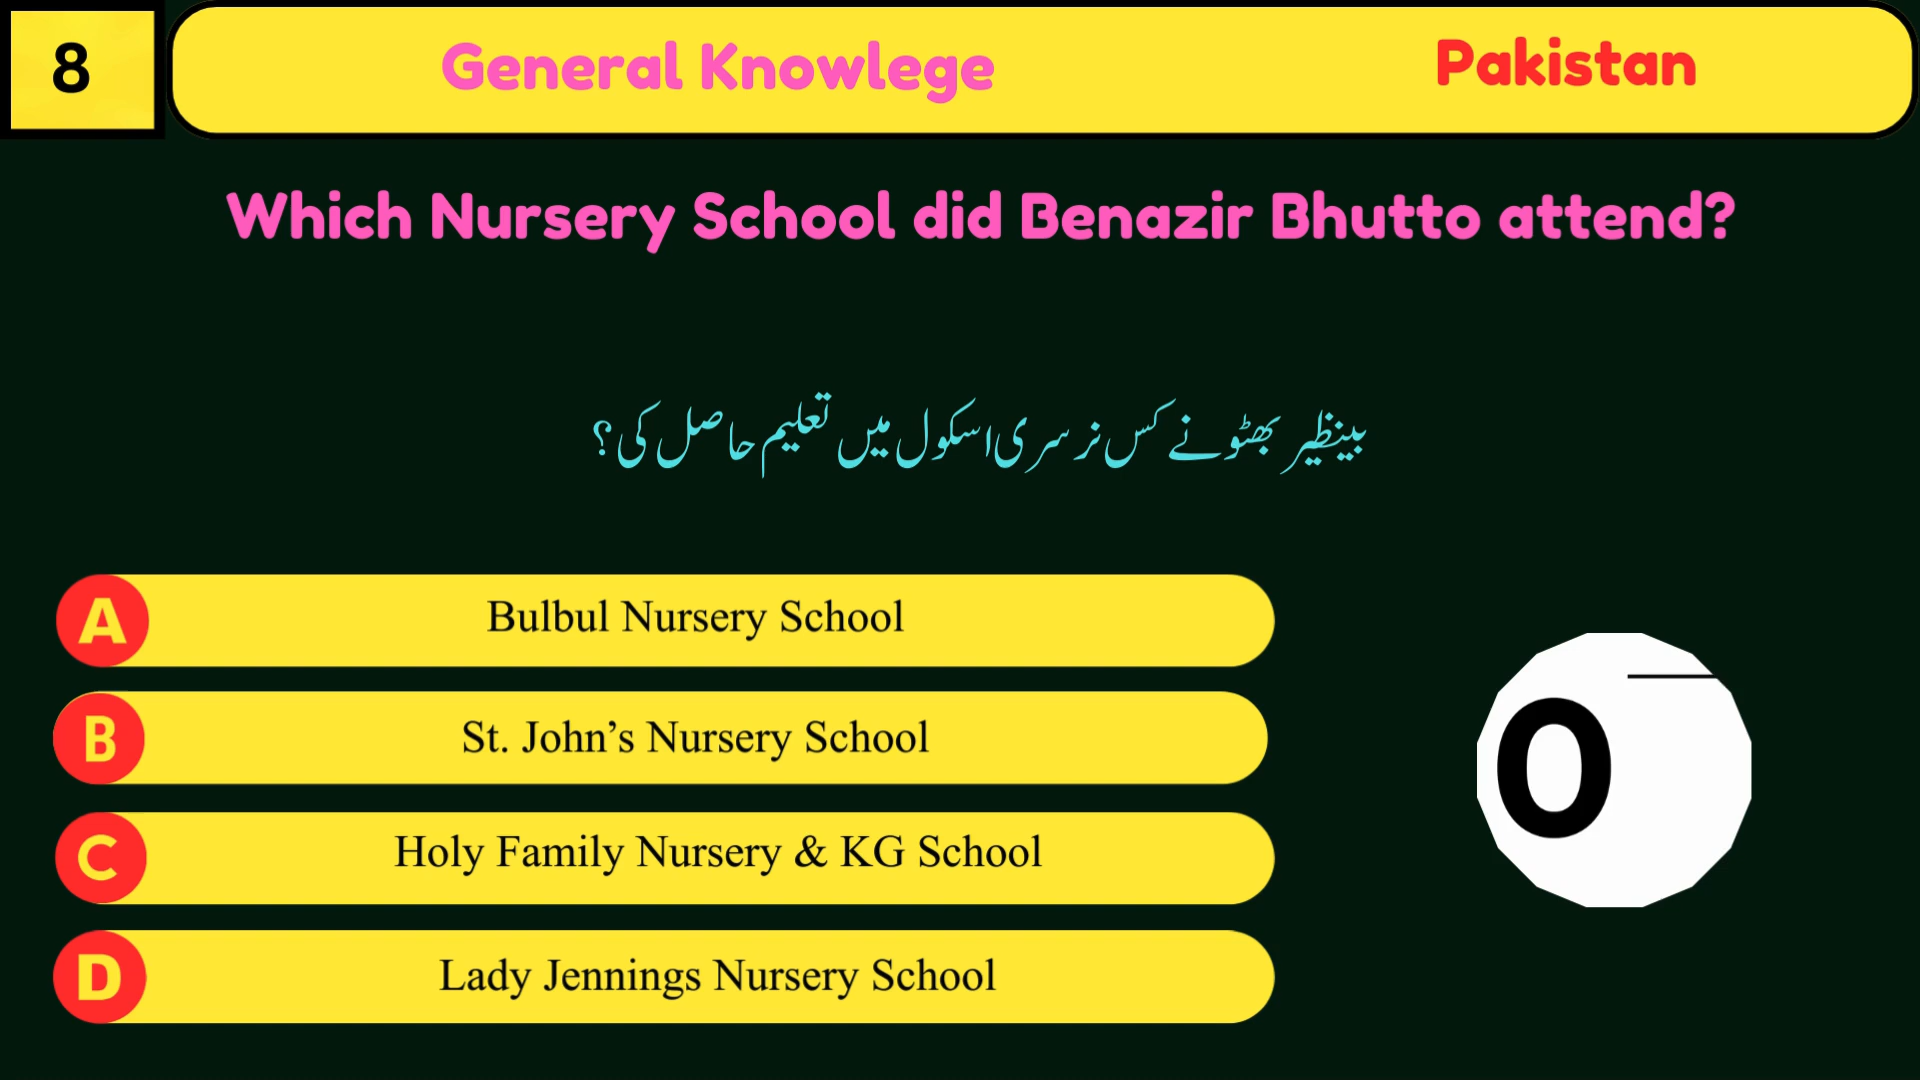 8
General Knowlege
Pakistan
Which Nursery School did Benazir Bhutto attend?
بینظیر بھٹو نے کس نرسری اسکول میں تعلیم حاصل کی؟
A Bulbul Nursery School
B St. John’s Nursery School
C Holy Family Nursery & KG School
D Lady Jennings Nursery School
0